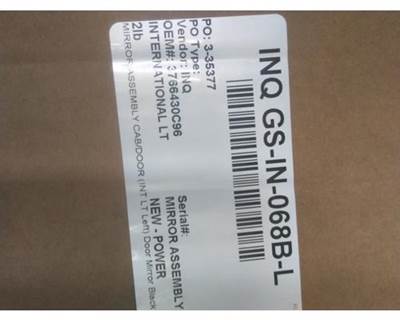 INQ GS-IN-068B-L
PO: 3-35377
PO Type:
Vendor: INQ
OEM#: 3766430C96
INTERNATIONAL LT
Serial#:
MIRROR ASSEMBLY
NEW - POWER
2lb
MIRROR ASSEMBLY CAB/DOOR (INT LT Left) Door Mirror Black